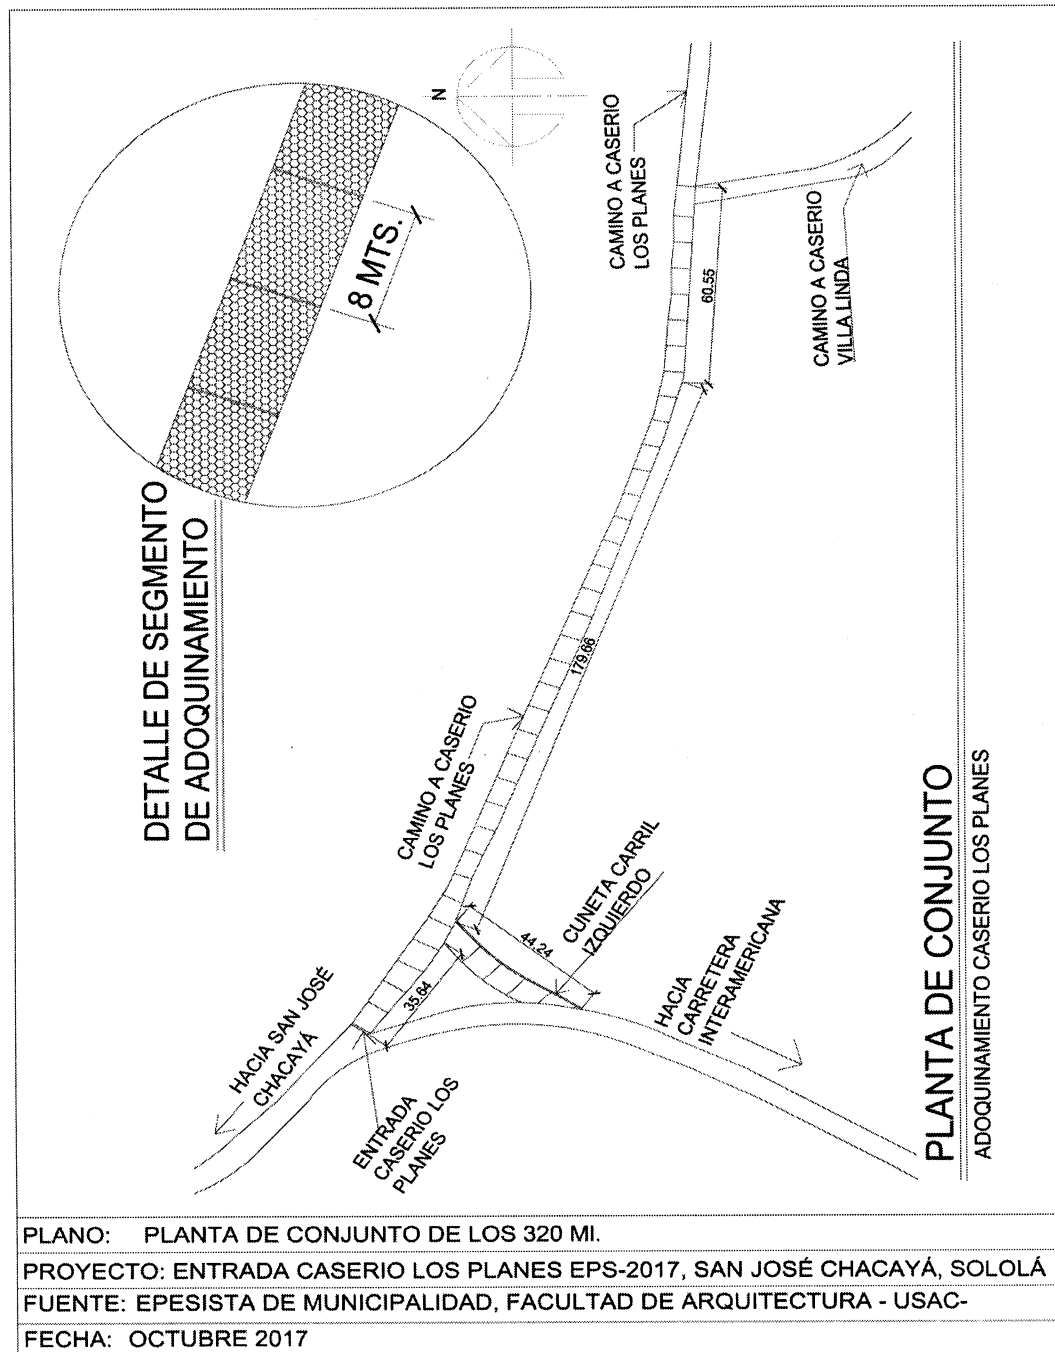 DETALLE DE SEGMENTO
DE ADOQUINAMIENTO
8 MTS.
N
CAMINO A CASERIO
LOS PLANES
60.55
CAMINO A CASERIO
VILLA LINDA
179.66
CAMINO A CASERIO
LOS PLANES
CUNETA CARRIL
IZQUIERDO
44.24
35.64
HACIA SAN JOSÉ
CHACAYÁ
ENTRADA
CASERIO LOS
PLANES
HACIA
CARRETERA
INTERAMERICANA
PLANTA DE CONJUNTO
ADOQUINAMIENTO CASERIO LOS PLANES
PLANO: PLANTA DE CONJUNTO DE LOS 320 Ml.
PROYECTO: ENTRADA CASERIO LOS PLANES EPS-2017, SAN JOSÉ CHACAYÁ, SOLOLÁ
FUENTE: EPESISTA DE MUNICIPALIDAD, FACULTAD DE ARQUITECTURA - USAC-
FECHA: OCTUBRE 2017